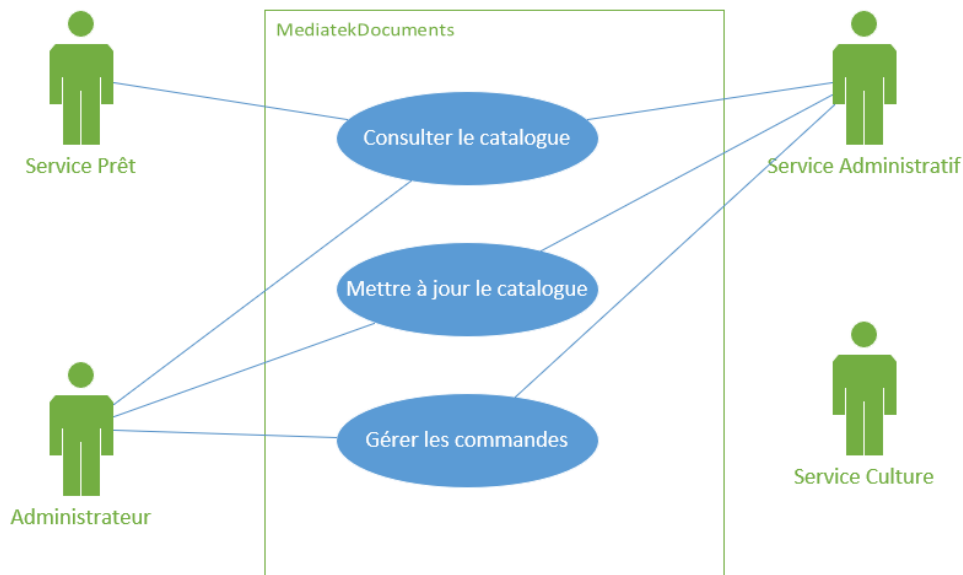 MediatekDocuments
Consulter le catalogue
Service Prêt
Service Administratif
Mettre à jour le catalogue
Gérer les commandes
Service Culture
Administrateur